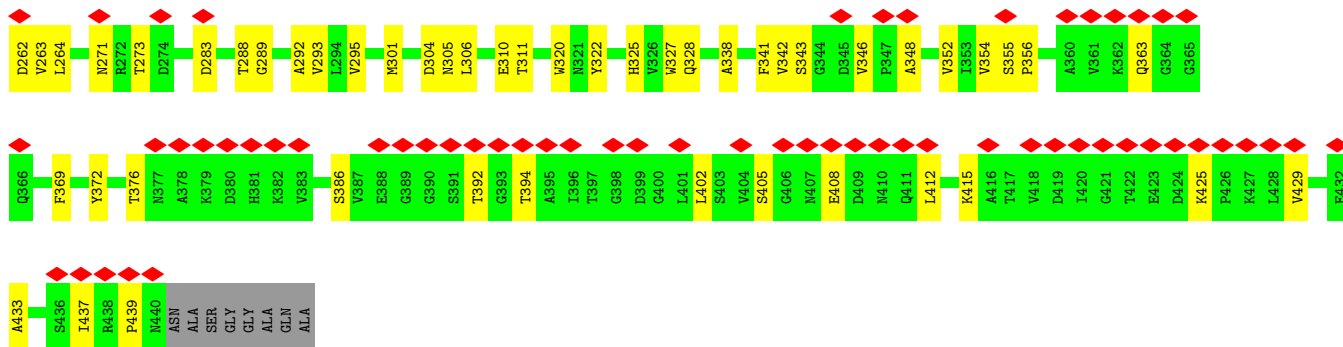 D262 V263 L264 N271 R272 T273 D274 D283 T288 G289 A292 V293 L294 V295 M301 D304 N305 L306 E310 T311 W320 N321 Y322 H325 V326 W327 Q328 A338 F341 V342 S343 G344 D345 V346 P347 A348 V352 I353 V354 S355 P356 A360 V361 K362 Q363 G364 G365
Q366 F369 Y372 T376 N377 A378 K379 D380 H381 K382 V383 S386 V387 E388 G389 G390 S391 T392 G393 T394 A395 I396 T397 G398 D399 G400 L401 L402 S403 V404 S405 G406 N407 E408 D409 N410 Q411 L412 K415 A416 T417 V418 D419 I420 G421 T422 E423 D424 K425 P426 K427 L428 V429 E432
A433 S436 I437 R438 P439 N440 ASN ALA SER GLY GLY ALA GLN ALA